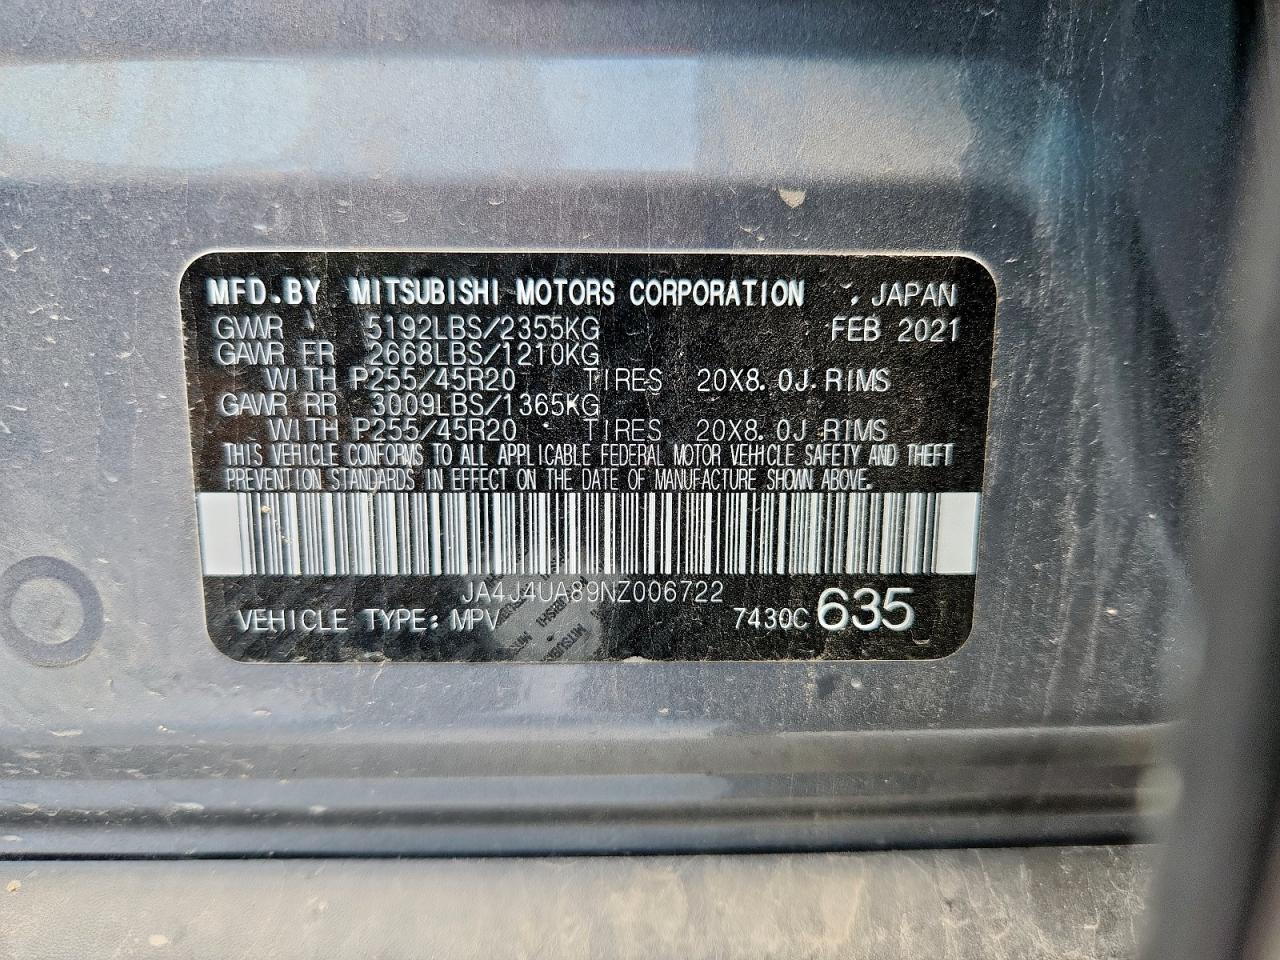 MFD.BY MITSUBISHI MOTORS CORPORATION JAPAN
GWWR 5192LBS/2355KG FEB 2021
GAWR FR 2668LBS/1210KG
WITH P255/45R20 TIRES 20X8.0J RIMS
GAWR RR 3009LBS/1365KG
WITH P255/45R20 TIRES 20X8.0J RIMS
THIS VEHICLE CONFORMS TO ALL APPLICABLE FEDERAL MOTOR VEHICLE SAFETY AND THEFT
PREVENTION STANDARDS IN EFFECT ON THE DATE OF MANUFACTURE SHOWN ABOVE.
JA4J4UA89NZ006722
VEHICLE TYPE: MPV 7430C 635